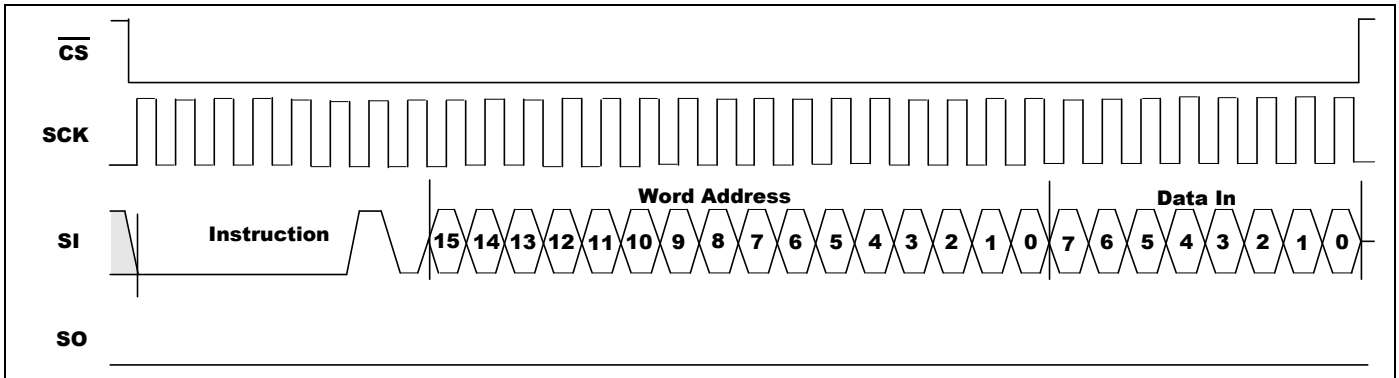 CS
SCK
Word Address
Data In
SI
Instruction
15 14 13 12 11 10 9 8 7 6 5 4 3 2 1 0 7 6 5 4 3 2 1 0
SO